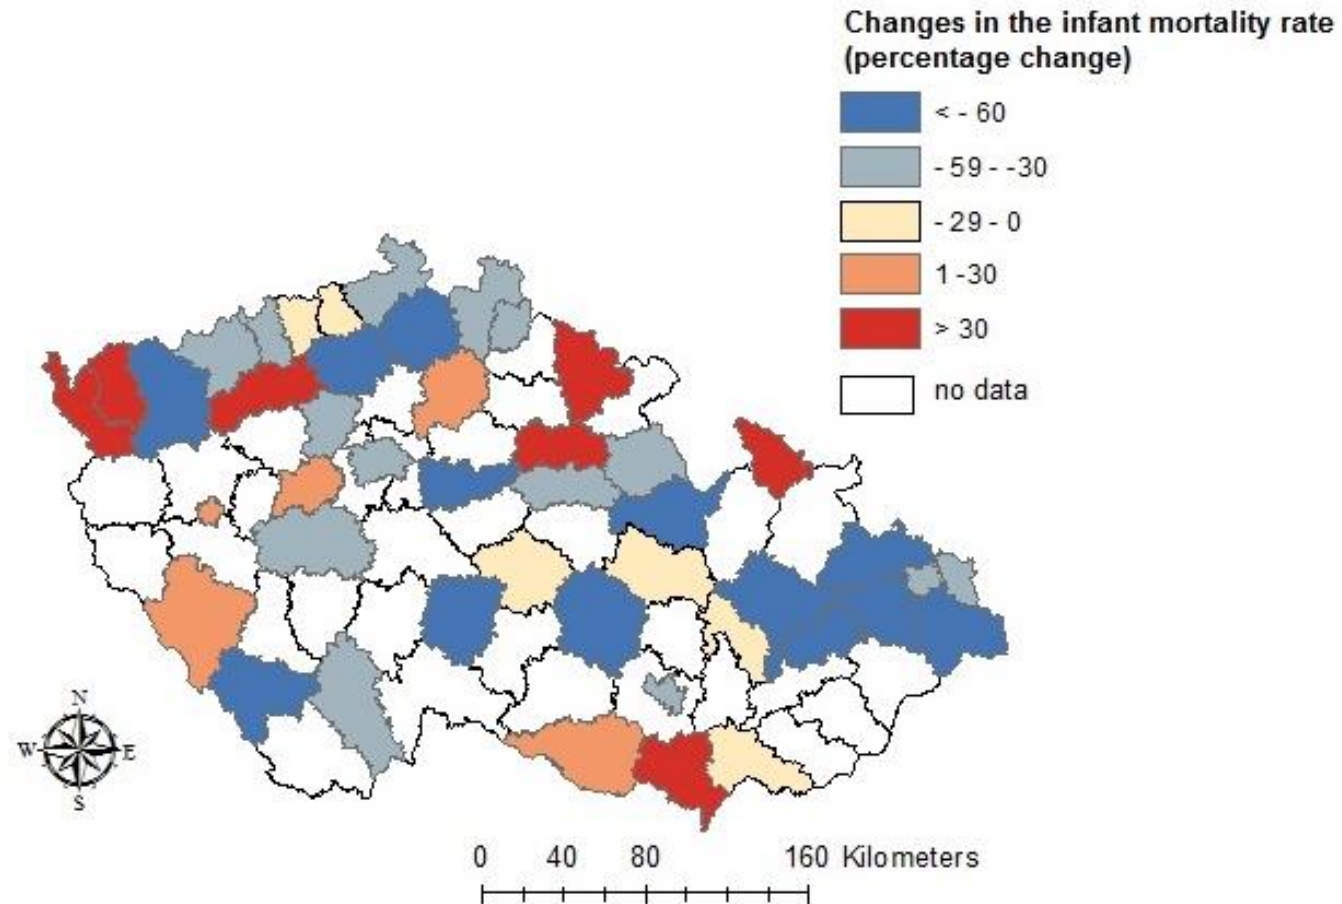 Changes in the infant mortality rate
(percentage change)
< - 60
- 59 - -30
- 29 - 0
1 -30
> 30
no data
N
W E
S
0 40 80 160 Kilometers